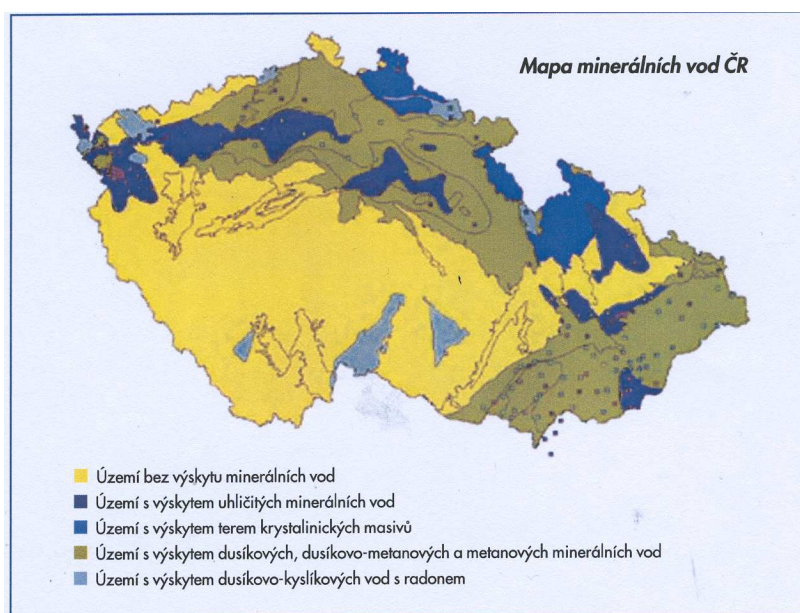 Mapa minerálních vod ČR
Území bez výskytu minerálních vod
Území s výskytem uhličitých minerálních vod
Území s výskytem terem krystalinických masivů
Území s výskytem dusíkových, dusíkovo-metanových a metanových minerálních vod
Území s výskytem dusíkovo-kyslíkových vod s radonem